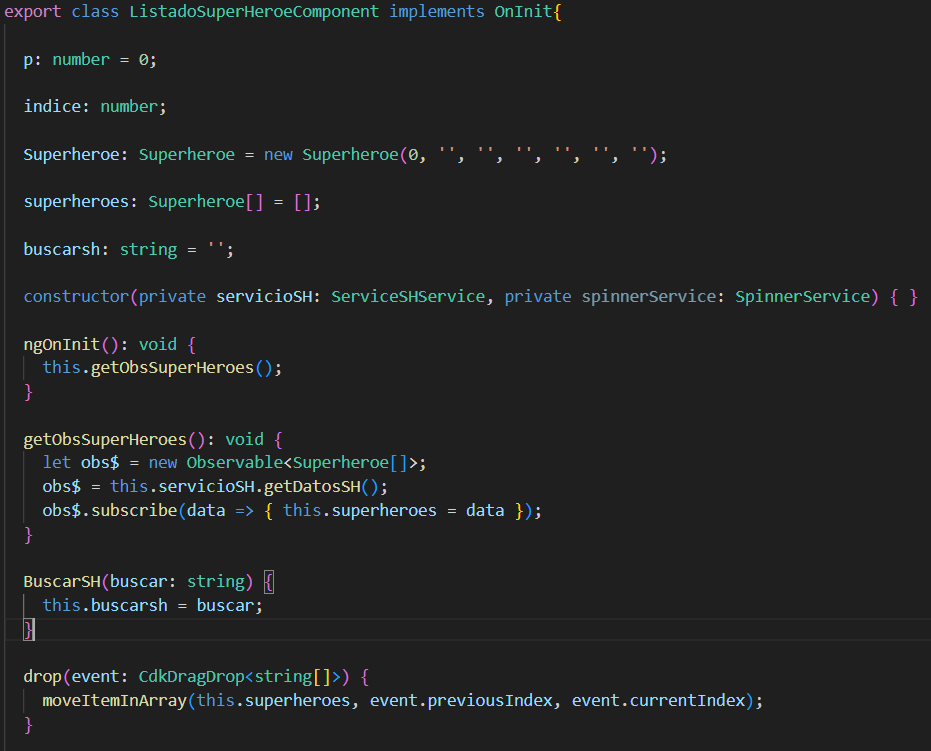 export class ListadoSuperHeroeComponent implements OnInit{
p: number = 0;
indice: number;
Superheroe: Superheroe = new Superheroe(0, '', '', '', '', '', '');
superheroes: Superheroe[] = [];
buscarsh: string = '';
constructor(private servicioSH: ServiceSHService, private spinnerService: SpinnerService) { }
ngOnInit(): void {
this.getObsSuperHeroes();
}
getObsSuperHeroes(): void {
let obs$ = new Observable<Superheroe[]>;
obs$ = this.servicioSH.getDatosSH();
obs$.subscribe(data => { this.superheroes = data });
}
BuscarSH(buscar: string) {
this.buscarsh = buscar;
}
drop(event: CdkDragDrop<string[]>) {
moveItemInArray(this.superheroes, event.previousIndex, event.currentIndex);
}